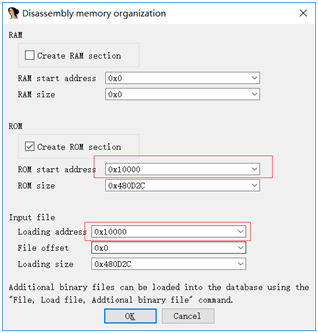 Disassembly memory organization
RAM
Create RAM section
RAM start address 0x0
RAM size 0x0
ROM
Create ROM section
ROM start address 0x10000
ROM size 0x480D2C
Input file
Loading address 0x10000
File offset 0x0
Loading size 0x480D2C
Additional binary files can be loaded into the database using the
"File, Load file, Addtional binary file" command.
OK Cancel